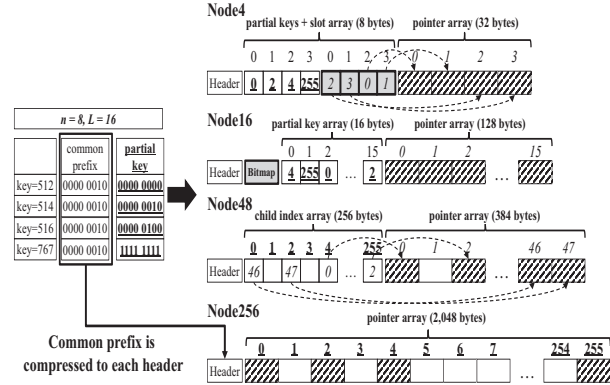 Node4
partial keys + slot array (8 bytes) pointer array (32 bytes)
0 1 2 3 0 1 2 3 0 1 2 3
Header 0 2 4 255 2 3 0 1
n = 8, L = 16
common prefix partial key
key=512 0000 0010 0000 0000
key=514 0000 0010 0000 0010
key=516 0000 0010 0000 0100
key=767 0000 0010 1111 1111
Common prefix is
compressed to each header
Node16
partial key array (16 bytes) pointer array (128 bytes)
0 1 2 15 0 1 2 15
Header Bitmap 4 255 0 ... 2 ...
Node48
child index array (256 bytes) pointer array (384 bytes)
0 1 2 3 4 255 0 1 2 46 47
Header 46 47 0 ... 2 ...
Node256
pointer array (2,048 bytes)
0 1 2 3 4 5 6 7 254 255
Header ...